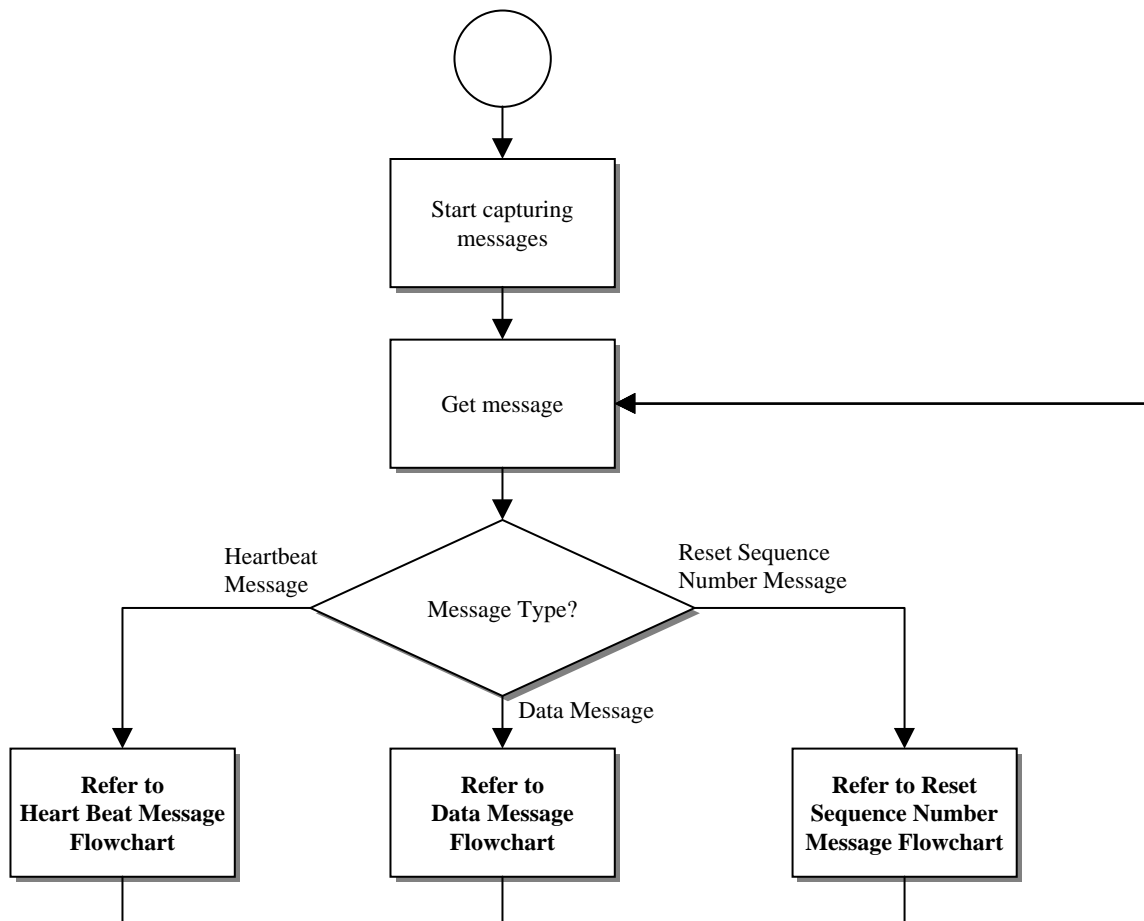 Start capturing
messages
Get message
Heartbeat
Message
Reset Sequence
Number Message
Message Type?
Data Message
Refer to
Heart Beat Message
Flowchart
Refer to
Data Message
Flowchart
Refer to Reset
Sequence Number
Message Flowchart